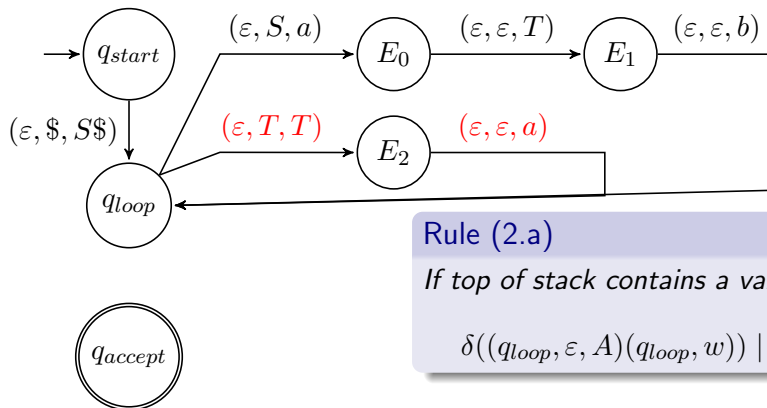 (ε, S, a) (ε, ε, T) (ε, ε, b)
q_start E_0 E_1
(ε, $, S$) (ε, T, T) (ε, ε, a)
E_2
q_loop
Rule (2.a)
If top of stack contains a va
q_accept
δ((q_loop, ε, A)(q_loop, w)) |